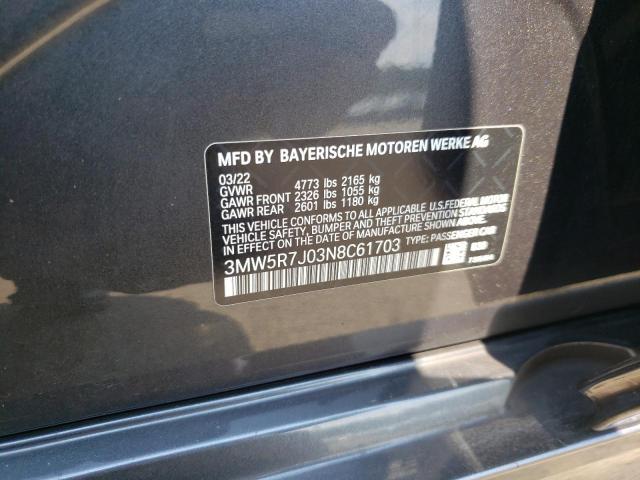 MFD BY BAYERISCHE MOTOREN WERKE AG
03/22
GVWR 4773 lbs 2165 kg
GAWR FRONT 2326 lbs 1055 kg
GAWR REAR 2601 lbs 1180 kg
THIS VEHICLE CONFORMS TO ALL APPLICABLE U.S.FEDERAL MOTOR
VEHICLE SAFETY, BUMPER, AND THEFT PREVENTION STANDARDS
IN EFFECT ON THE DATE OF MANUFACTURE SHOWN ABOVE.
3MW5R7J03N8C61703 TYPE: PASSENGER CAR